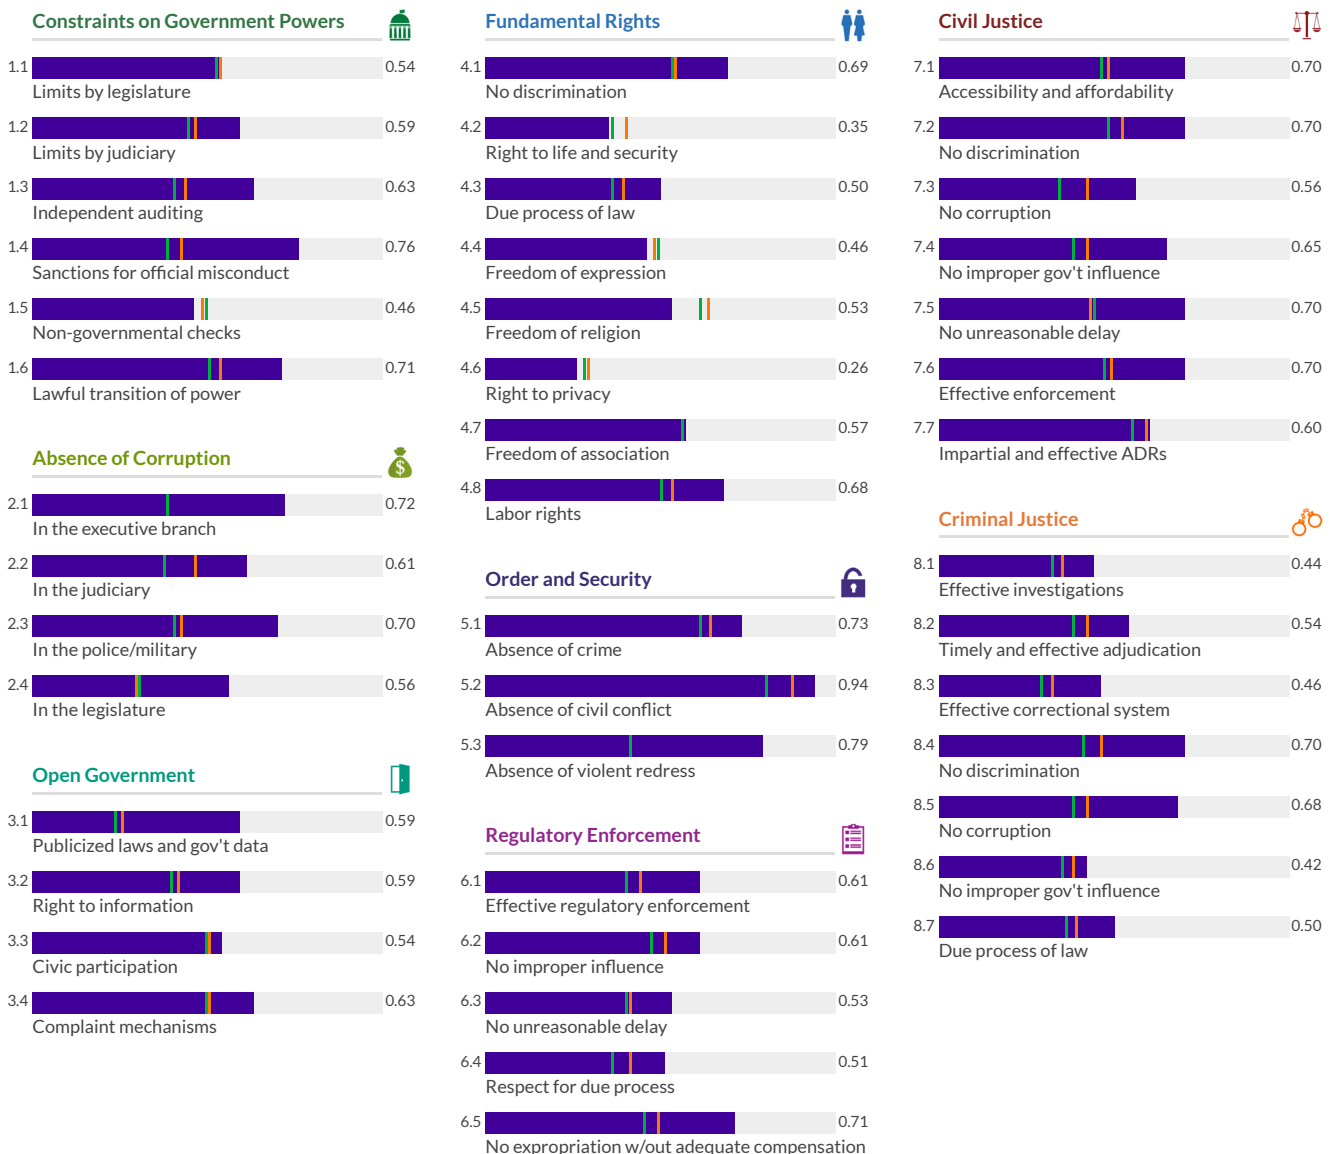 Constraints on Government Powers
1.1 0.54
Limits by legislature
1.2 0.59
Limits by judiciary
1.3 0.63
Independent auditing
1.4 0.76
Sanctions for official misconduct
1.5 0.46
Non-governmental checks
1.6 0.71
Lawful transition of power
Absence of Corruption
$
2.1 0.72
In the executive branch
2.2 0.61
In the judiciary
2.3 0.70
In the police/military
2.4 0.56
In the legislature
Open Government
3.1 0.59
Publicized laws and gov't data
3.2 0.59
Right to information
3.3 0.54
Civic participation
3.4 0.63
Complaint mechanisms
Fundamental Rights
4.1 0.69
No discrimination
4.2 0.35
Right to life and security
4.3 0.50
Due process of law
4.4 0.46
Freedom of expression
4.5 0.53
Freedom of religion
4.6 0.26
Right to privacy
4.7 0.57
Freedom of association
4.8 0.68
Labor rights
Order and Security
5.1 0.73
Absence of crime
5.2 0.94
Absence of civil conflict
5.3 0.79
Absence of violent redress
Regulatory Enforcement
6.1 0.61
Effective regulatory enforcement
6.2 0.61
No improper influence
6.3 0.53
No unreasonable delay
6.4 0.51
Respect for due process
6.5 0.71
No expropriation w/out adequate compensation
Civil Justice
7.1 0.70
Accessibility and affordability
7.2 0.70
No discrimination
7.3 0.56
No corruption
7.4 0.65
No improper gov't influence
7.5 0.70
No unreasonable delay
7.6 0.70
Effective enforcement
7.7 0.60
Impartial and effective ADRs
Criminal Justice
8.1 0.44
Effective investigations
8.2 0.54
Timely and effective adjudication
8.3 0.46
Effective correctional system
8.4 0.70
No discrimination
8.5 0.68
No corruption
8.6 0.42
No improper gov't influence
8.7 0.50
Due process of law